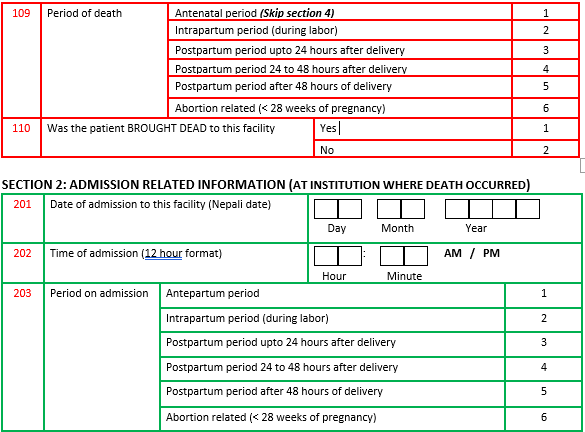 109 Period of death Antenatal period (Skip section 4) 1
Intrapartum period (during labor) 2
Postpartum period upto 24 hours after delivery 3
Postpartum period 24 to 48 hours after delivery 4
Postpartum period after 48 hours of delivery 5
Abortion related (< 28 weeks of pregnancy) 6
110 Was the patient BROUGHT DEAD to this facility Yes 1
No 2
SECTION 2: ADMISSION RELATED INFORMATION (AT INSTITUTION WHERE DEATH OCCURRED)
201 Date of admission to this facility (Nepali date)
Day Month Year
202 Time of admission (12 hour format) : AM / PM
Hour Minute
203 Period on admission Antepartum period 1
Intrapartum period (during labor) 2
Postpartum period upto 24 hours after delivery 3
Postpartum period 24 to 48 hours after delivery 4
Postpartum period after 48 hours of delivery 5
Abortion related (< 28 weeks of pregnancy) 6